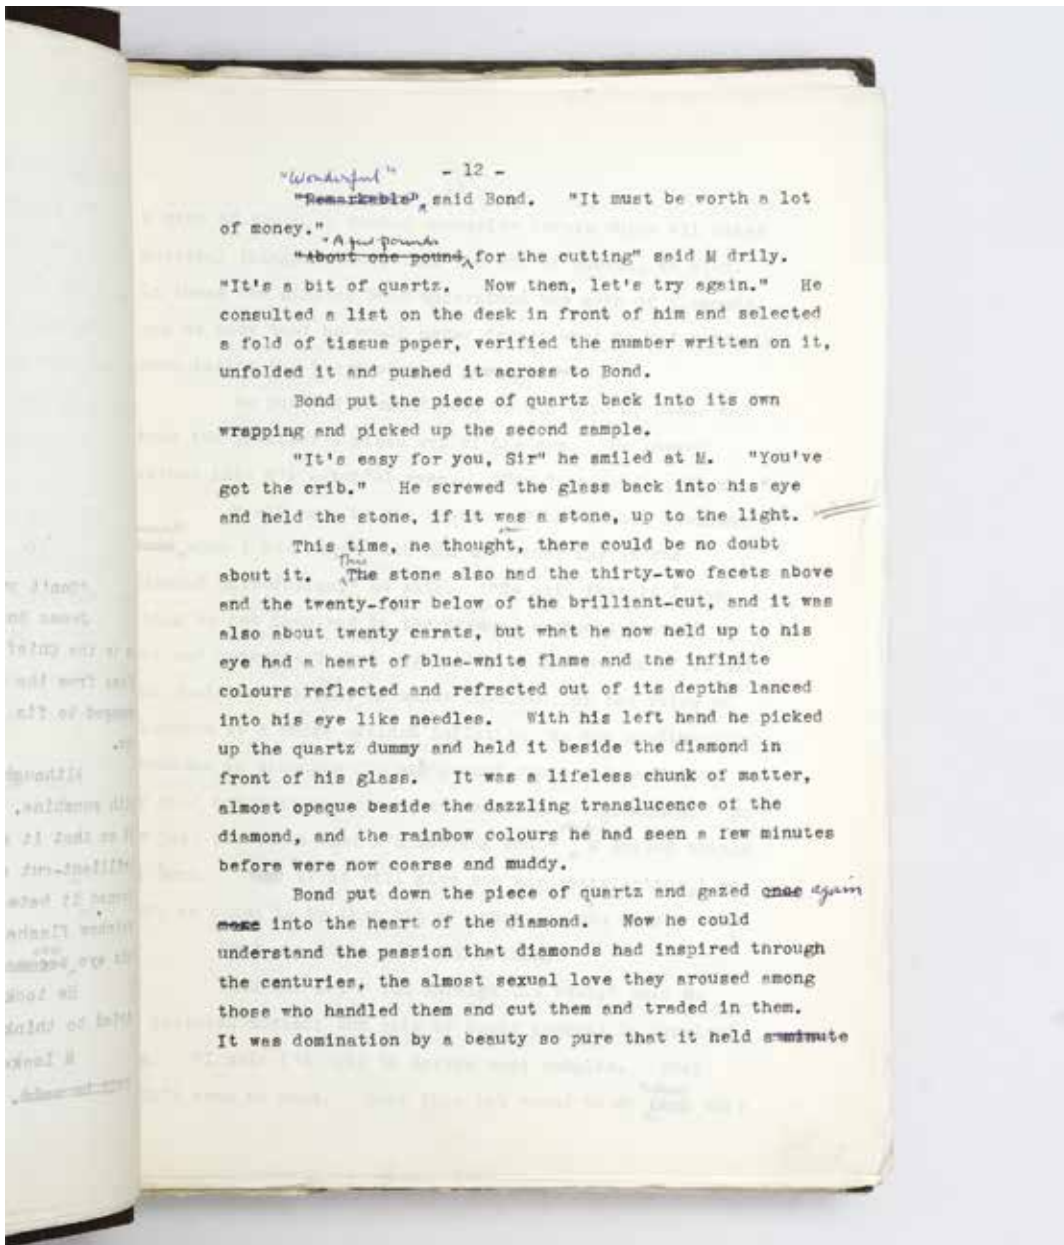 - 12 -
"Wonderful"
"Remarkable", said Bond. "It must be worth a lot
of money."
"A few pounds
"About one pound, for the cutting" said M drily.
"It's a bit of quartz. Now then, let's try again." He
consulted a list on the desk in front of him and selected
a fold of tissue paper, verified the number written on it,
unfolded it and pushed it across to Bond.
Bond put the piece of quartz back into its own
wrapping and picked up the second sample.
"It's easy for you, Sir" he smiled at M. "You've
got the crib." He screwed the glass back into his eye
and held the stone, if it was a stone, up to the light.
This time, he thought, there could be no doubt
about it. The stone also had the thirty-two facets above
and the twenty-four below of the brilliant-cut, and it was
also about twenty carats, but what he now held up to his
eye had a heart of blue-white flame and the infinite
colours reflected and refracted out of its depths lanced
into his eye like needles. With his left hand he picked
up the quartz dummy and held it beside the diamond in
front of his glass. It was a lifeless chunk of matter,
almost opaque beside the dazzling translucence of the
diamond, and the rainbow colours he had seen a few minutes
before were now coarse and muddy.
Bond put down the piece of quartz and gazed once again
more into the heart of the diamond. Now he could
understand the passion that diamonds had inspired through
the centuries, the almost sexual love they aroused among
those who handled them and cut them and traded in them.
It was domination by a beauty so pure that it held a minute